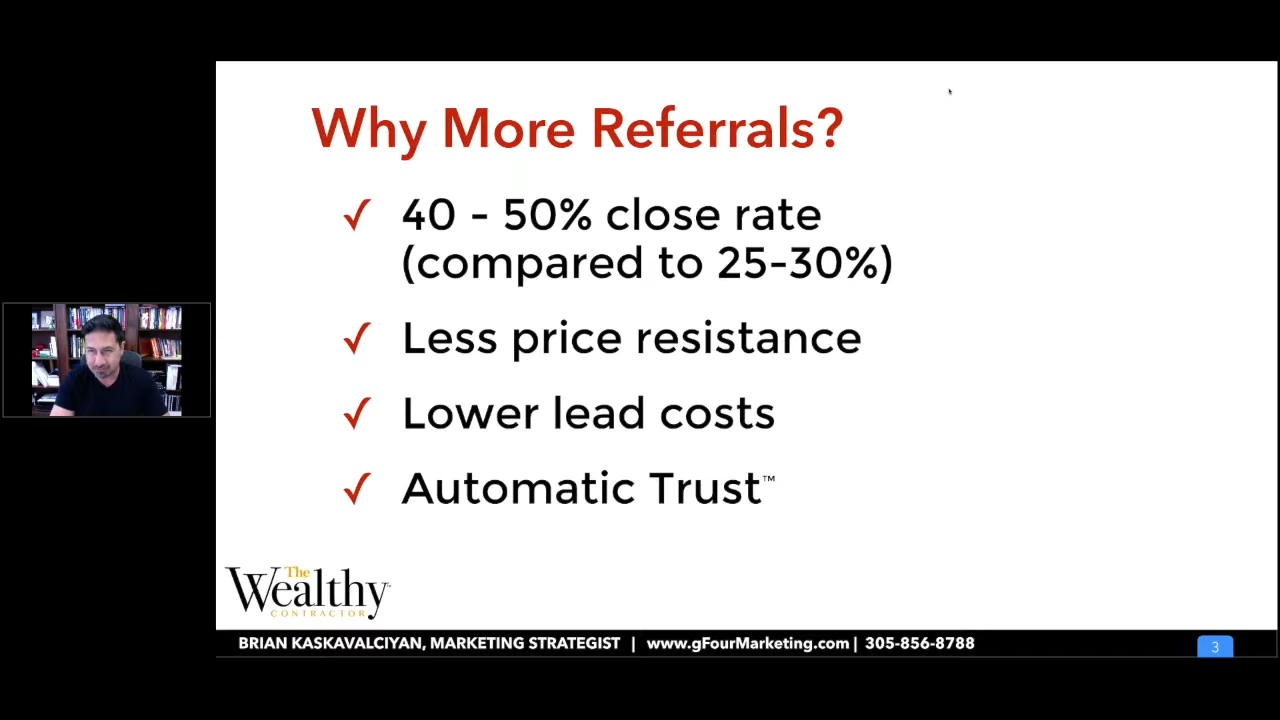 Why More Referrals?
✓ 40 - 50% close rate
(compared to 25-30%)
✓ Less price resistance
✓ Lower lead costs
✓ Automatic Trust™
The
Wealthy™
CONTRACTOR
BRIAN KASKAVALCIYAN, MARKETING STRATEGIST | www.gFourMarketing.com | 305-856-8788
3